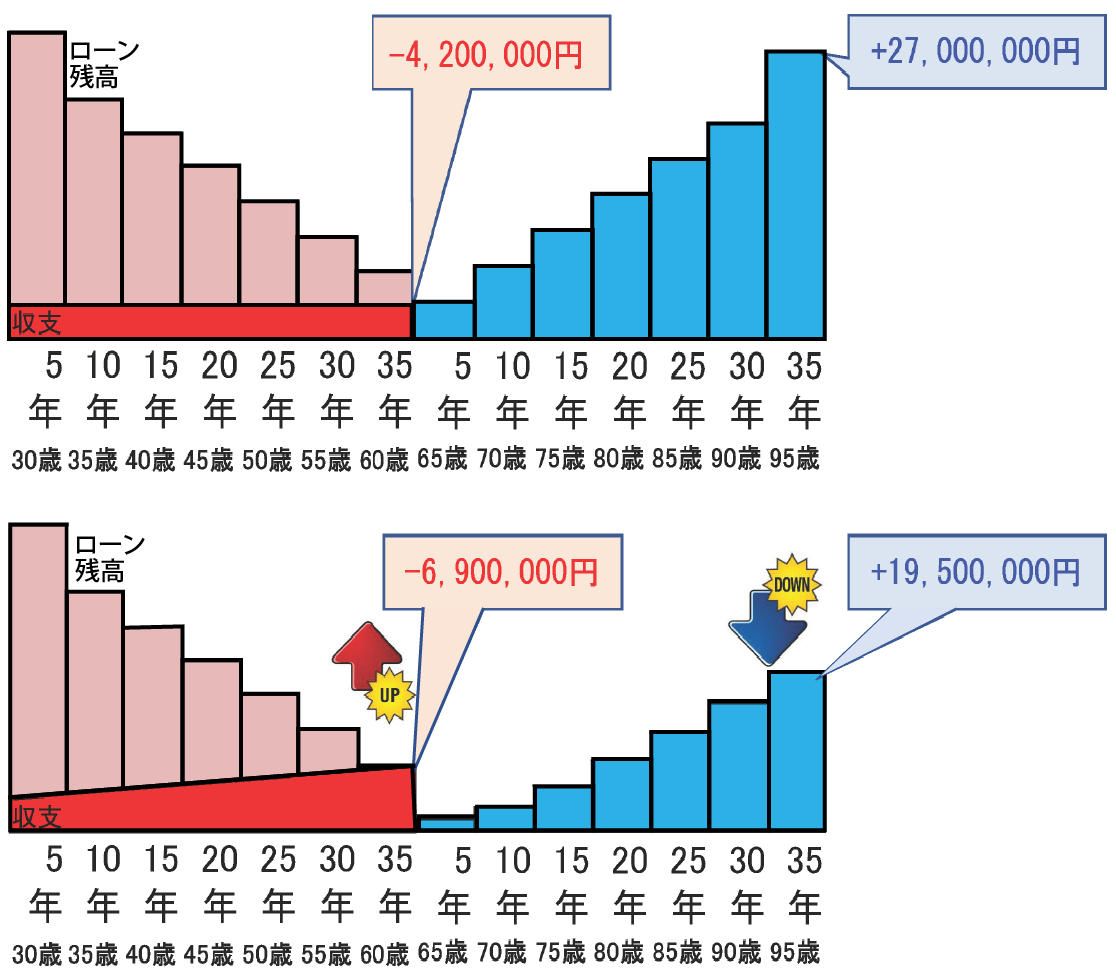 ローン
残高
-4,200,000円
+27,000,000円
収支
5 10 15 20 25 30 35 5 10 15 20 25 30 35
年 年 年 年 年 年 年 年 年 年 年 年 年 年
30歳 35歳 40歳 45歳 50歳 55歳 60歳 65歳 70歳 75歳 80歳 85歳 90歳 95歳
ローン
残高
-6,900,000円
+19,500,000円
DOWN
UP
収支
5 10 15 20 25 30 35 5 10 15 20 25 30 35
年 年 年 年 年 年 年 年 年 年 年 年 年 年
30歳 35歳 40歳 45歳 50歳 55歳 60歳 65歳 70歳 75歳 80歳 85歳 90歳 95歳